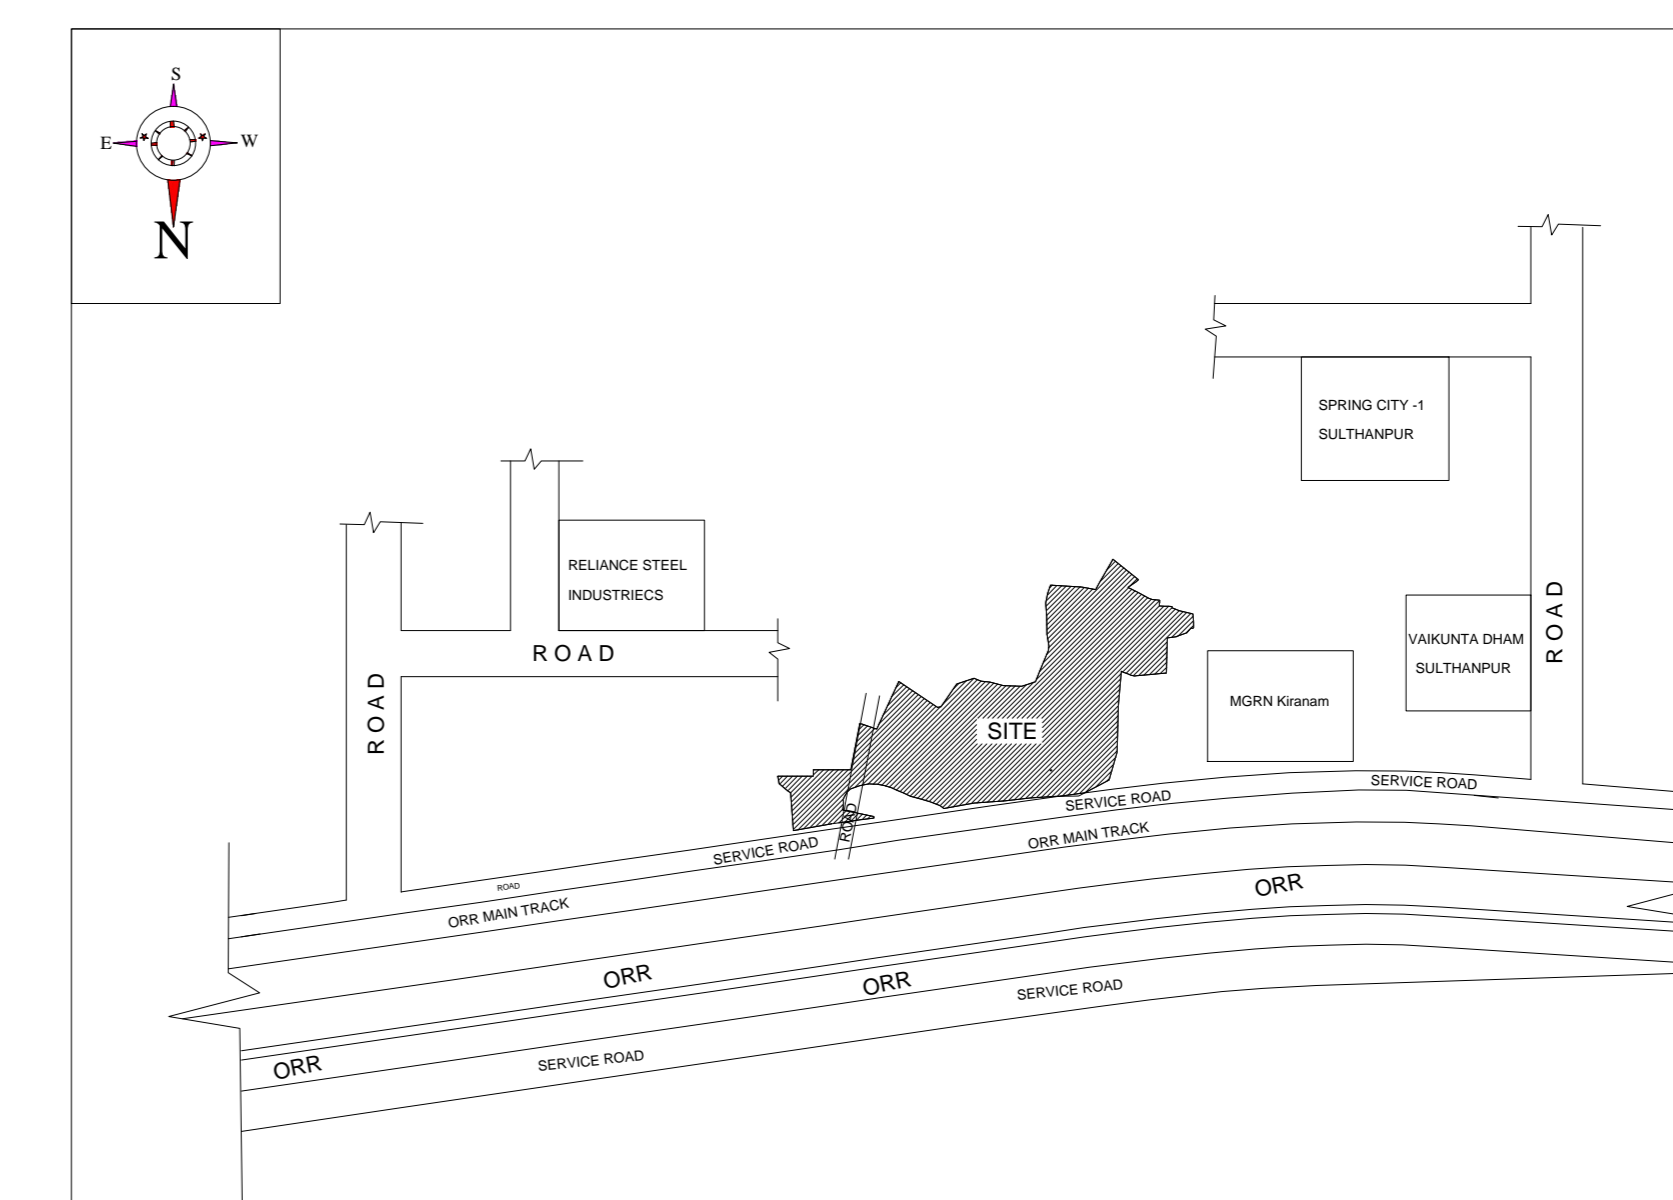 S
E
W
N
SPRING CITY -1
SULTHANPUR
RELIANCE STEEL
INDUSTRIECS
ROAD
ROAD
ROAD
VAIKUNTA DHAM
SULTHANPUR
MGRN Kiranam
SITE
ROAD
SERVICE ROAD
SERVICE ROAD
SERVICE ROAD
ORR MAIN TRACK
ROAD
ORR MAIN TRACK
ORR
ORR
ORR
SERVICE ROAD
SERVICE ROAD
ORR